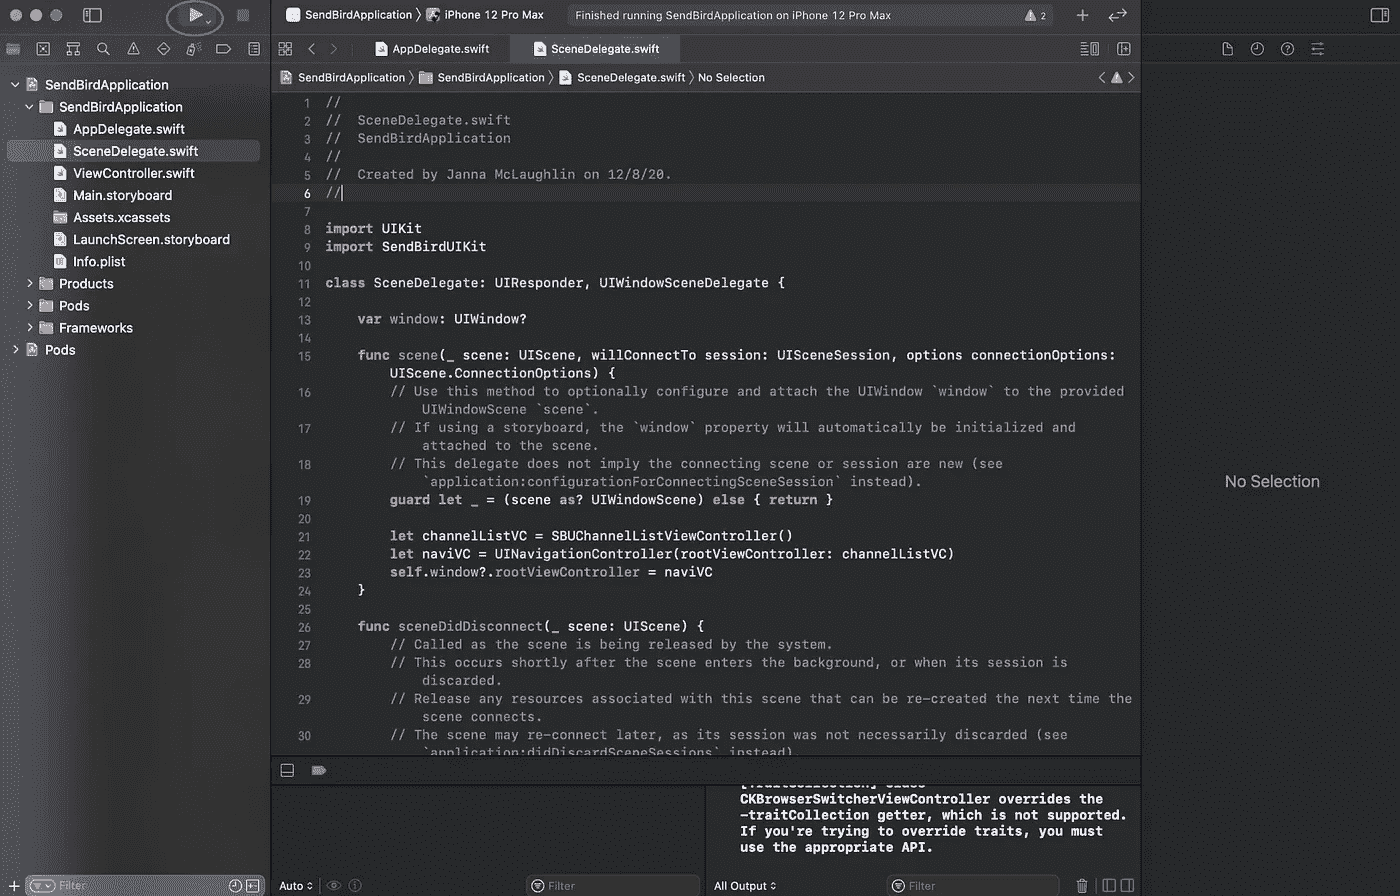 SendBirdApplication 〉 iPhone 12 Pro Max
Finished running SendBirdApplication on iPhone 12 Pro Max
2
AppDelegate.swift
SceneDelegate.swift
SendBirdApplication 〉 SendBirdApplication 〉 SceneDelegate.swift 〉 No Selection
SendBirdApplication
SendBirdApplication
AppDelegate.swift
SceneDelegate.swift
ViewController.swift
Main.storyboard
Assets.xcassets
LaunchScreen.storyboard
Info.plist
Products
Pods
Frameworks
Pods
Filter
1 //
2 //  SceneDelegate.swift
3 //  SendBirdApplication
4 //
5 //  Created by Janna McLaughlin on 12/8/20.
6 //
7
8 import UIKit
9 import SendBirdUIKit
10
11 class SceneDelegate: UIResponder, UIWindowSceneDelegate {
12
13 var window: UIWindow?
14
15 func scene(_ scene: UIScene, willConnectTo session: UISceneSession, options connectionOptions:
UIScene.ConnectionOptions) {
16 // Use this method to optionally configure and attach the UIWindow `window` to the provided
UIWindowScene `scene`.
17 // If using a storyboard, the `window` property will automatically be initialized and
attached to the scene.
18 // This delegate does not imply the connecting scene or session are new (see
`application:configurationForConnectingSceneSession` instead).
19 guard let _ = (scene as? UIWindowScene) else { return }
20
21 let channelListVC = SBUChannelListViewController()
22 let naviVC = UINavigationController(rootViewController: channelListVC)
23 self.window?.rootViewController = naviVC
24 }
25
26 func sceneDidDisconnect(_ scene: UIScene) {
27 // Called as the scene is being released by the system.
28 // This occurs shortly after the scene enters the background, or when its session is
discarded.
29 // Release any resources associated with this scene that can be re-created the next time the
scene connects.
30 // The scene may re-connect later, as its session was not necessarily discarded (see
`application:didDiscardSceneSessions` instead).
No Selection
[TraitCollection] Class
CKBrowserSwitcherViewController overrides the
-traitCollection getter, which is not supported.
If you're trying to override traits, you must
use the appropriate API.
Auto
Filter
All Output
Filter